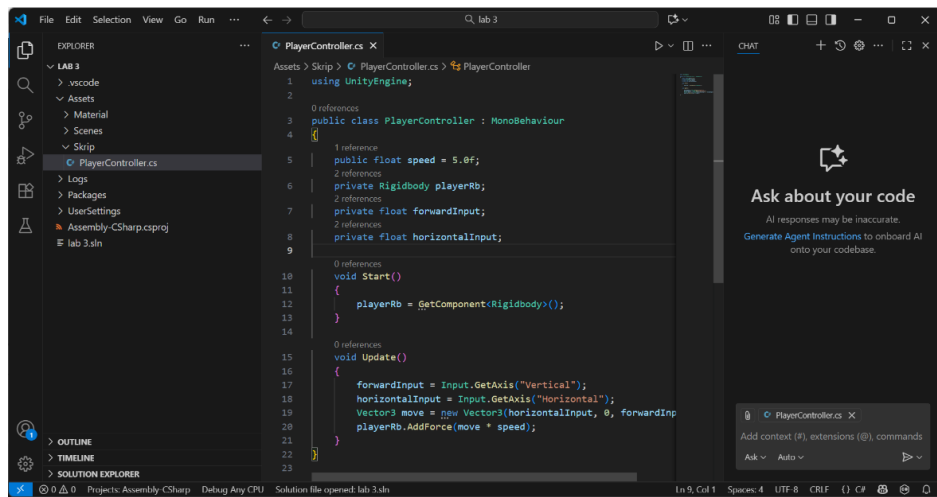 File Edit Selection View Go Run ··· lab 3
EXPLORER ···
LAB 3
.vscode
Assets
Material
Scenes
Skrip
PlayerController.cs
Logs
Packages
UserSettings
Assembly-CSharp.csproj
lab 3.sln
OUTLINE
TIMELINE
SOLUTION EXPLORER
1
PlayerController.cs
Assets > Skrip > PlayerController.cs > PlayerController
1 using UnityEngine;
2
0 references
3 public class PlayerController : MonoBehaviour
4 {
1 reference
5 public float speed = 5.0f;
2 references
6 private Rigidbody playerRb;
2 references
7 private float forwardInput;
2 references
8 private float horizontalInput;
9
0 references
10 void Start()
11 {
12 playerRb = GetComponent<Rigidbody>();
13 }
14
0 references
15 void Update()
16 {
17 forwardInput = Input.GetAxis("Vertical");
18 horizontalInput = Input.GetAxis("Horizontal");
19 Vector3 move = new Vector3(horizontalInput, 0, forwardInp
20 playerRb.AddForce(move * speed);
21 }
22 }
23
CHAT
Ask about your code
AI responses may be inaccurate.
Generate Agent Instructions to onboard AI
onto your codebase.
PlayerController.cs
Add context (#), extensions (@), commands
Ask Auto
0 0 Projects: Assembly-CSharp Debug Any CPU Solution file opened: lab 3.sln Ln 9, Col 1 Spaces: 4 UTF-8 CRLF {} C#